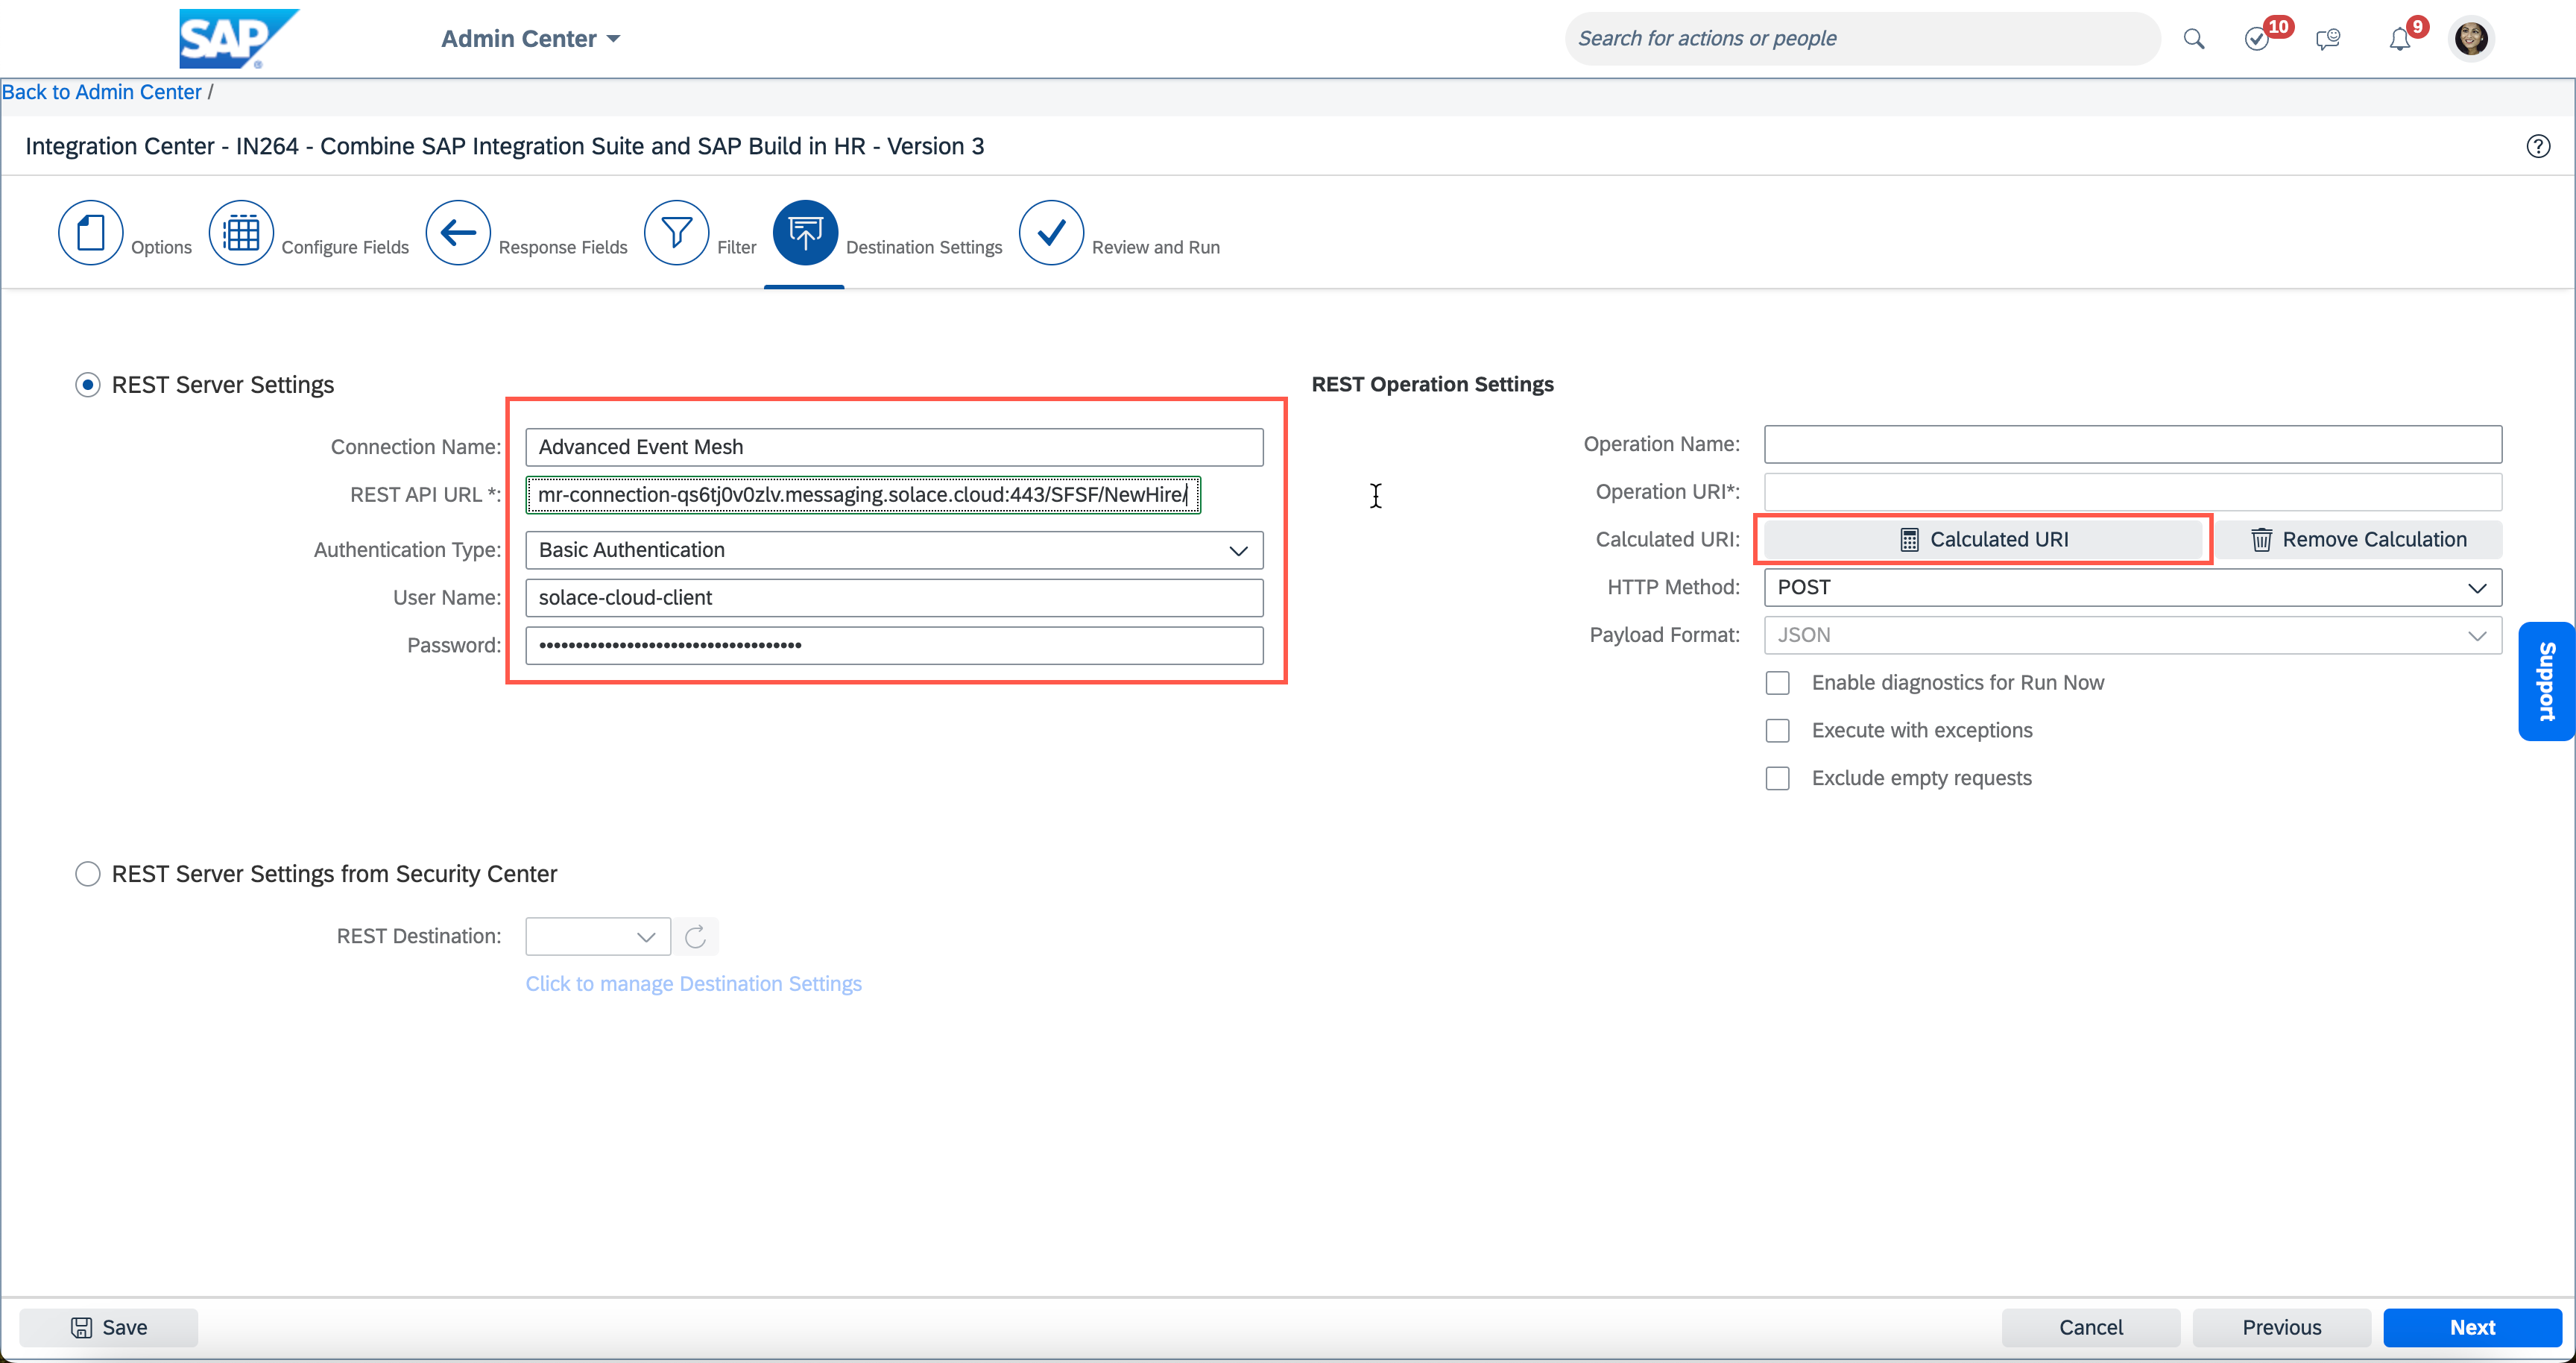 SAP ®
Admin Center
Search for actions or people
10
9
Back to Admin Center /
Integration Center - IN264 - Combine SAP Integration Suite and SAP Build in HR - Version 3
Options
Configure Fields
Response Fields
Filter
Destination Settings
Review and Run
REST Server Settings
Connection Name: Advanced Event Mesh
REST API URL *: mr-connection-qs6tj0v0zlv.messaging.solace.cloud:443/SFSF/NewHire/
Authentication Type: Basic Authentication
User Name: solace-cloud-client
Password: ••••••••••••••••••••••••••••••••••••
REST Operation Settings
Operation Name:
Operation URI*:
Calculated URI: Calculated URI Remove Calculation
HTTP Method: POST
Payload Format: JSON
Enable diagnostics for Run Now
Execute with exceptions
Exclude empty requests
Support
REST Server Settings from Security Center
REST Destination:
Click to manage Destination Settings
Save
Cancel
Previous
Next